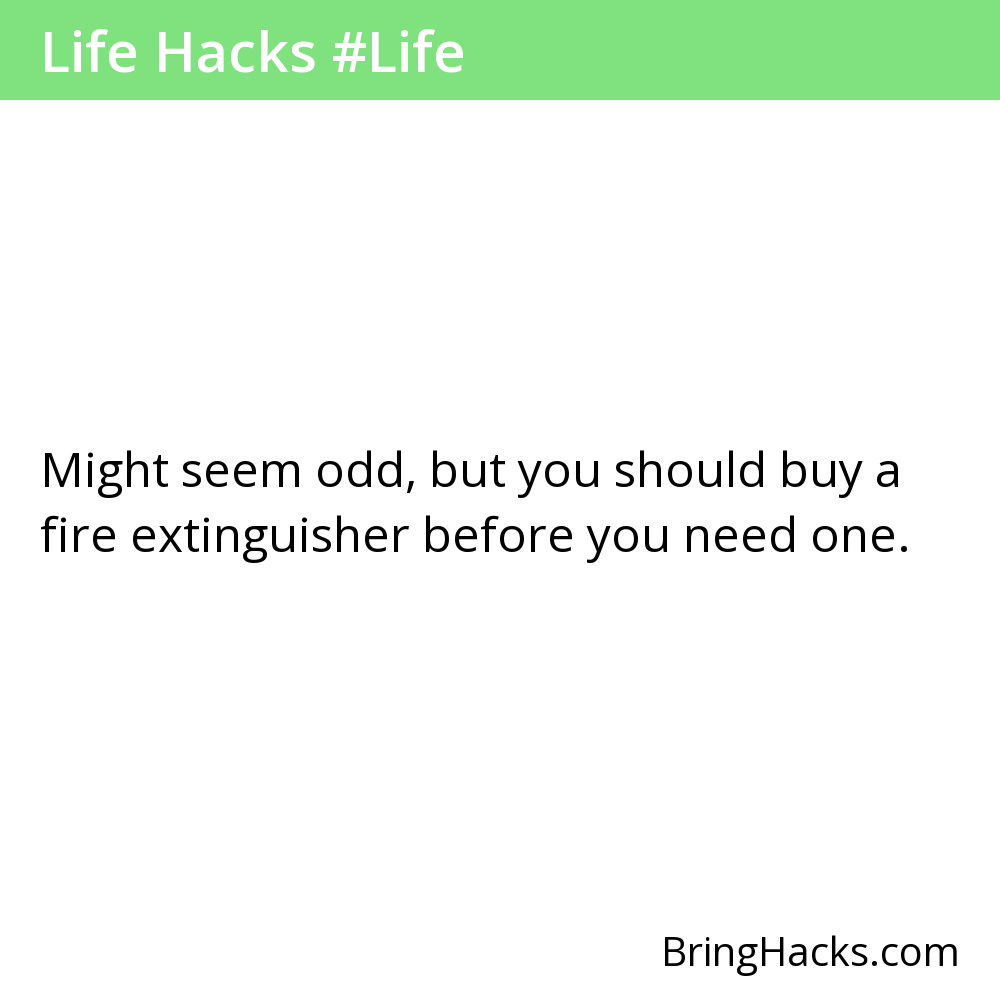 Life Hacks #Life
Might seem odd, but you should buy a
fire extinguisher before you need one.
BringHacks.com